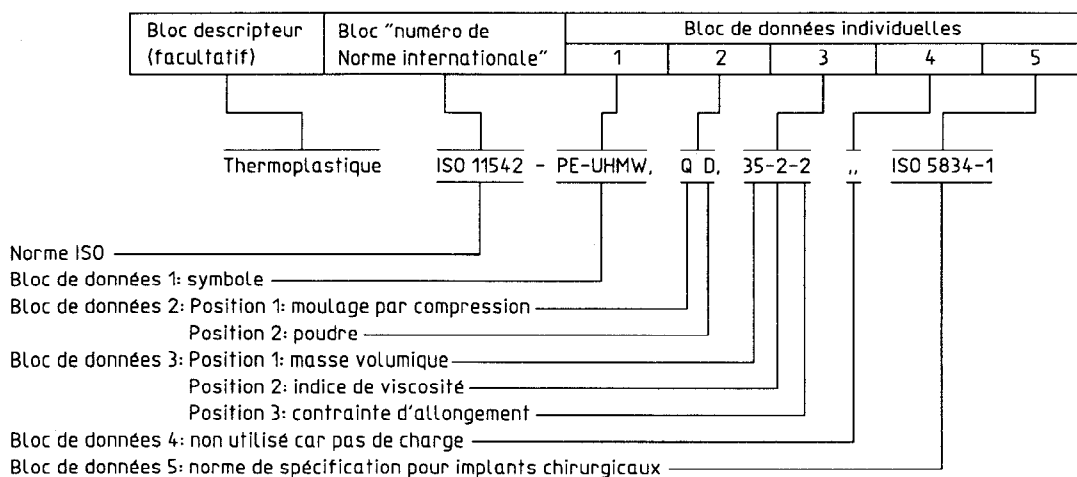 Bloc descripteur
(facultatif)
Bloc "numéro de
Norme internationale"
Bloc de données individuelles
1 2 3 4 5
Thermoplastique ISO 11542 - PE-UHMW, Q D, 35-2-2 ,, ISO 5834-1
Norme ISO
Bloc de données 1: symbole
Bloc de données 2: Position 1: moulage par compression
Position 2: poudre
Bloc de données 3: Position 1: masse volumique
Position 2: indice de viscosité
Position 3: contrainte d'allongement
Bloc de données 4: non utilisé car pas de charge
Bloc de données 5: norme de spécification pour implants chirurgicaux